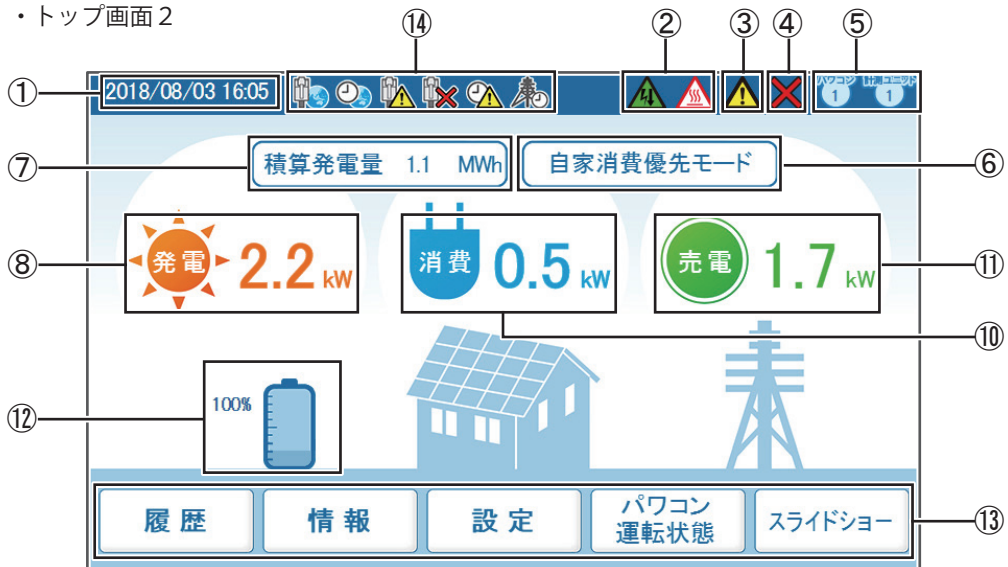 ・トップ画面２
⑭ ② ③ ④ ⑤
① 2018/08/03 16:05 パワコン 1 計測ユニット 1
⑦ 積算発電量 1.1 MWh 自家消費優先モード ⑥
⑧ 発電 2.2 kW 消費 0.5 kW 売電 1.7 kW ⑪
⑩
⑫ 100%
履歴 情報 設定 パワコン スライドショー ⑬
運転状態